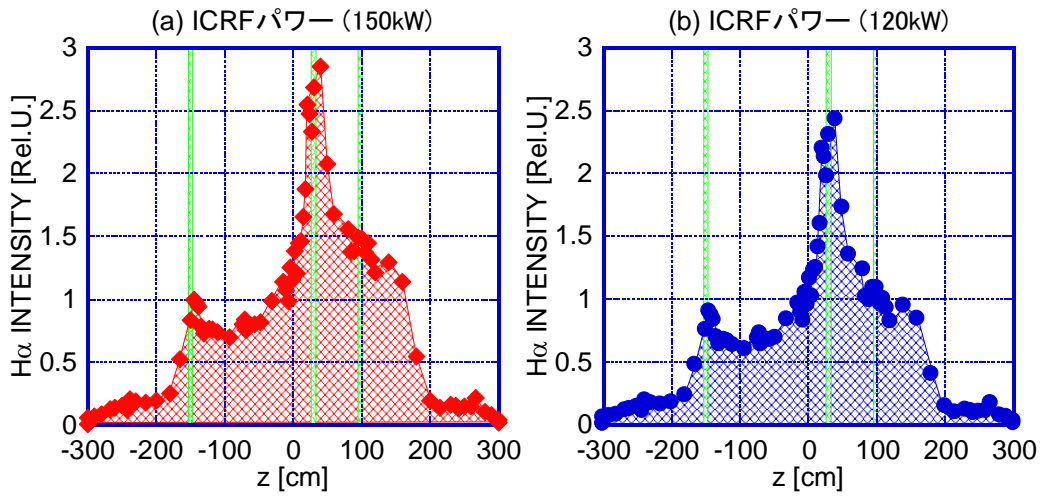 (a) ICRFパワー (150kW)
Hα INTENSITY [Rel.U.]
3
2.5
2
1.5
1
0.5
0
-300 -200 -100 0 100 200 300
z [cm]
(b) ICRFパワー (120kW)
Hα INTENSITY [Rel.U.]
3
2.5
2
1.5
1
0.5
0
-300 -200 -100 0 100 200 300
z [cm]